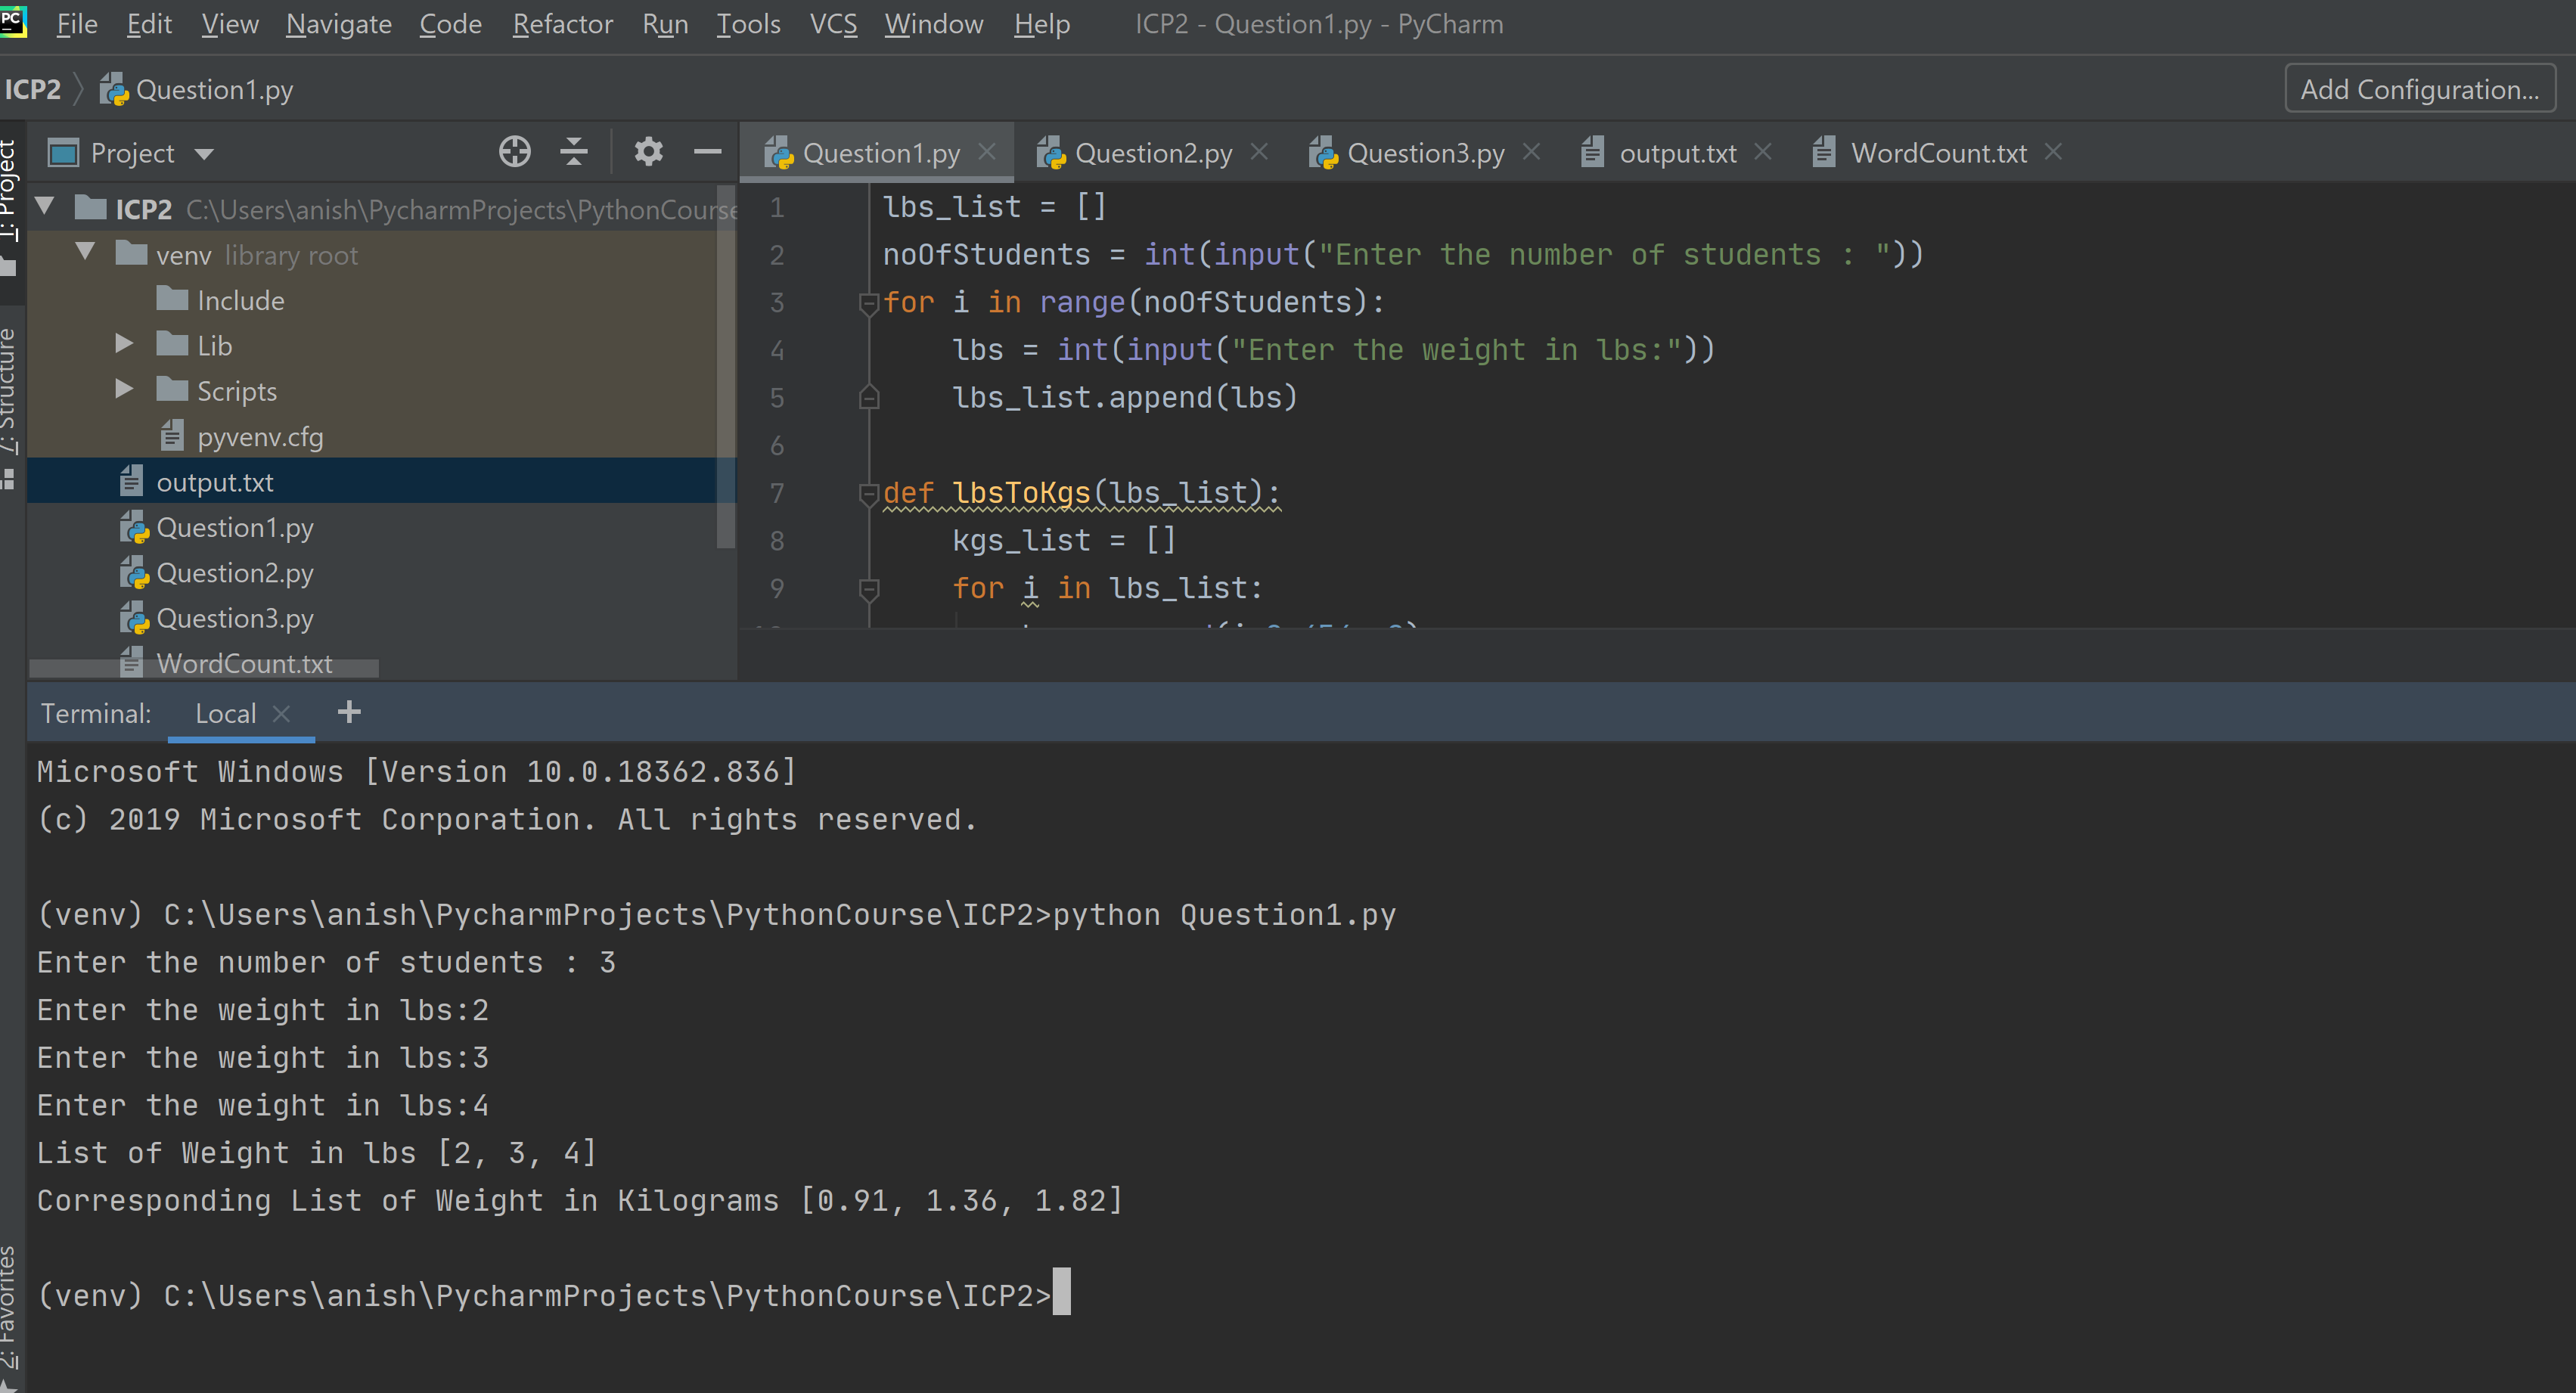 PC
File Edit View Navigate Code Refactor Run Tools VCS Window Help ICP2 - Question1.py - PyCharm
ICP2 Question1.py Add Configuration...
1: Project
7: Structure
2: Favorites
Project
ICP2 C:\Users\anish\PycharmProjects\PythonCourse
venv library root
Include
Lib
Scripts
pyvenv.cfg
output.txt
Question1.py
Question2.py
Question3.py
WordCount.txt
Question1.py Question2.py Question3.py output.txt WordCount.txt
1 lbs_list = []
2 noOfStudents = int(input("Enter the number of students : "))
3 for i in range(noOfStudents):
4 lbs = int(input("Enter the weight in lbs:"))
5 lbs_list.append(lbs)
6
7 def lbsToKgs(lbs_list):
8 kgs_list = []
9 for i in lbs_list:
Terminal: Local +
Microsoft Windows [Version 10.0.18362.836]
(c) 2019 Microsoft Corporation. All rights reserved.
(venv) C:\Users\anish\PycharmProjects\PythonCourse\ICP2>python Question1.py
Enter the number of students : 3
Enter the weight in lbs:2
Enter the weight in lbs:3
Enter the weight in lbs:4
List of Weight in lbs [2, 3, 4]
Corresponding List of Weight in Kilograms [0.91, 1.36, 1.82]
(venv) C:\Users\anish\PycharmProjects\PythonCourse\ICP2>